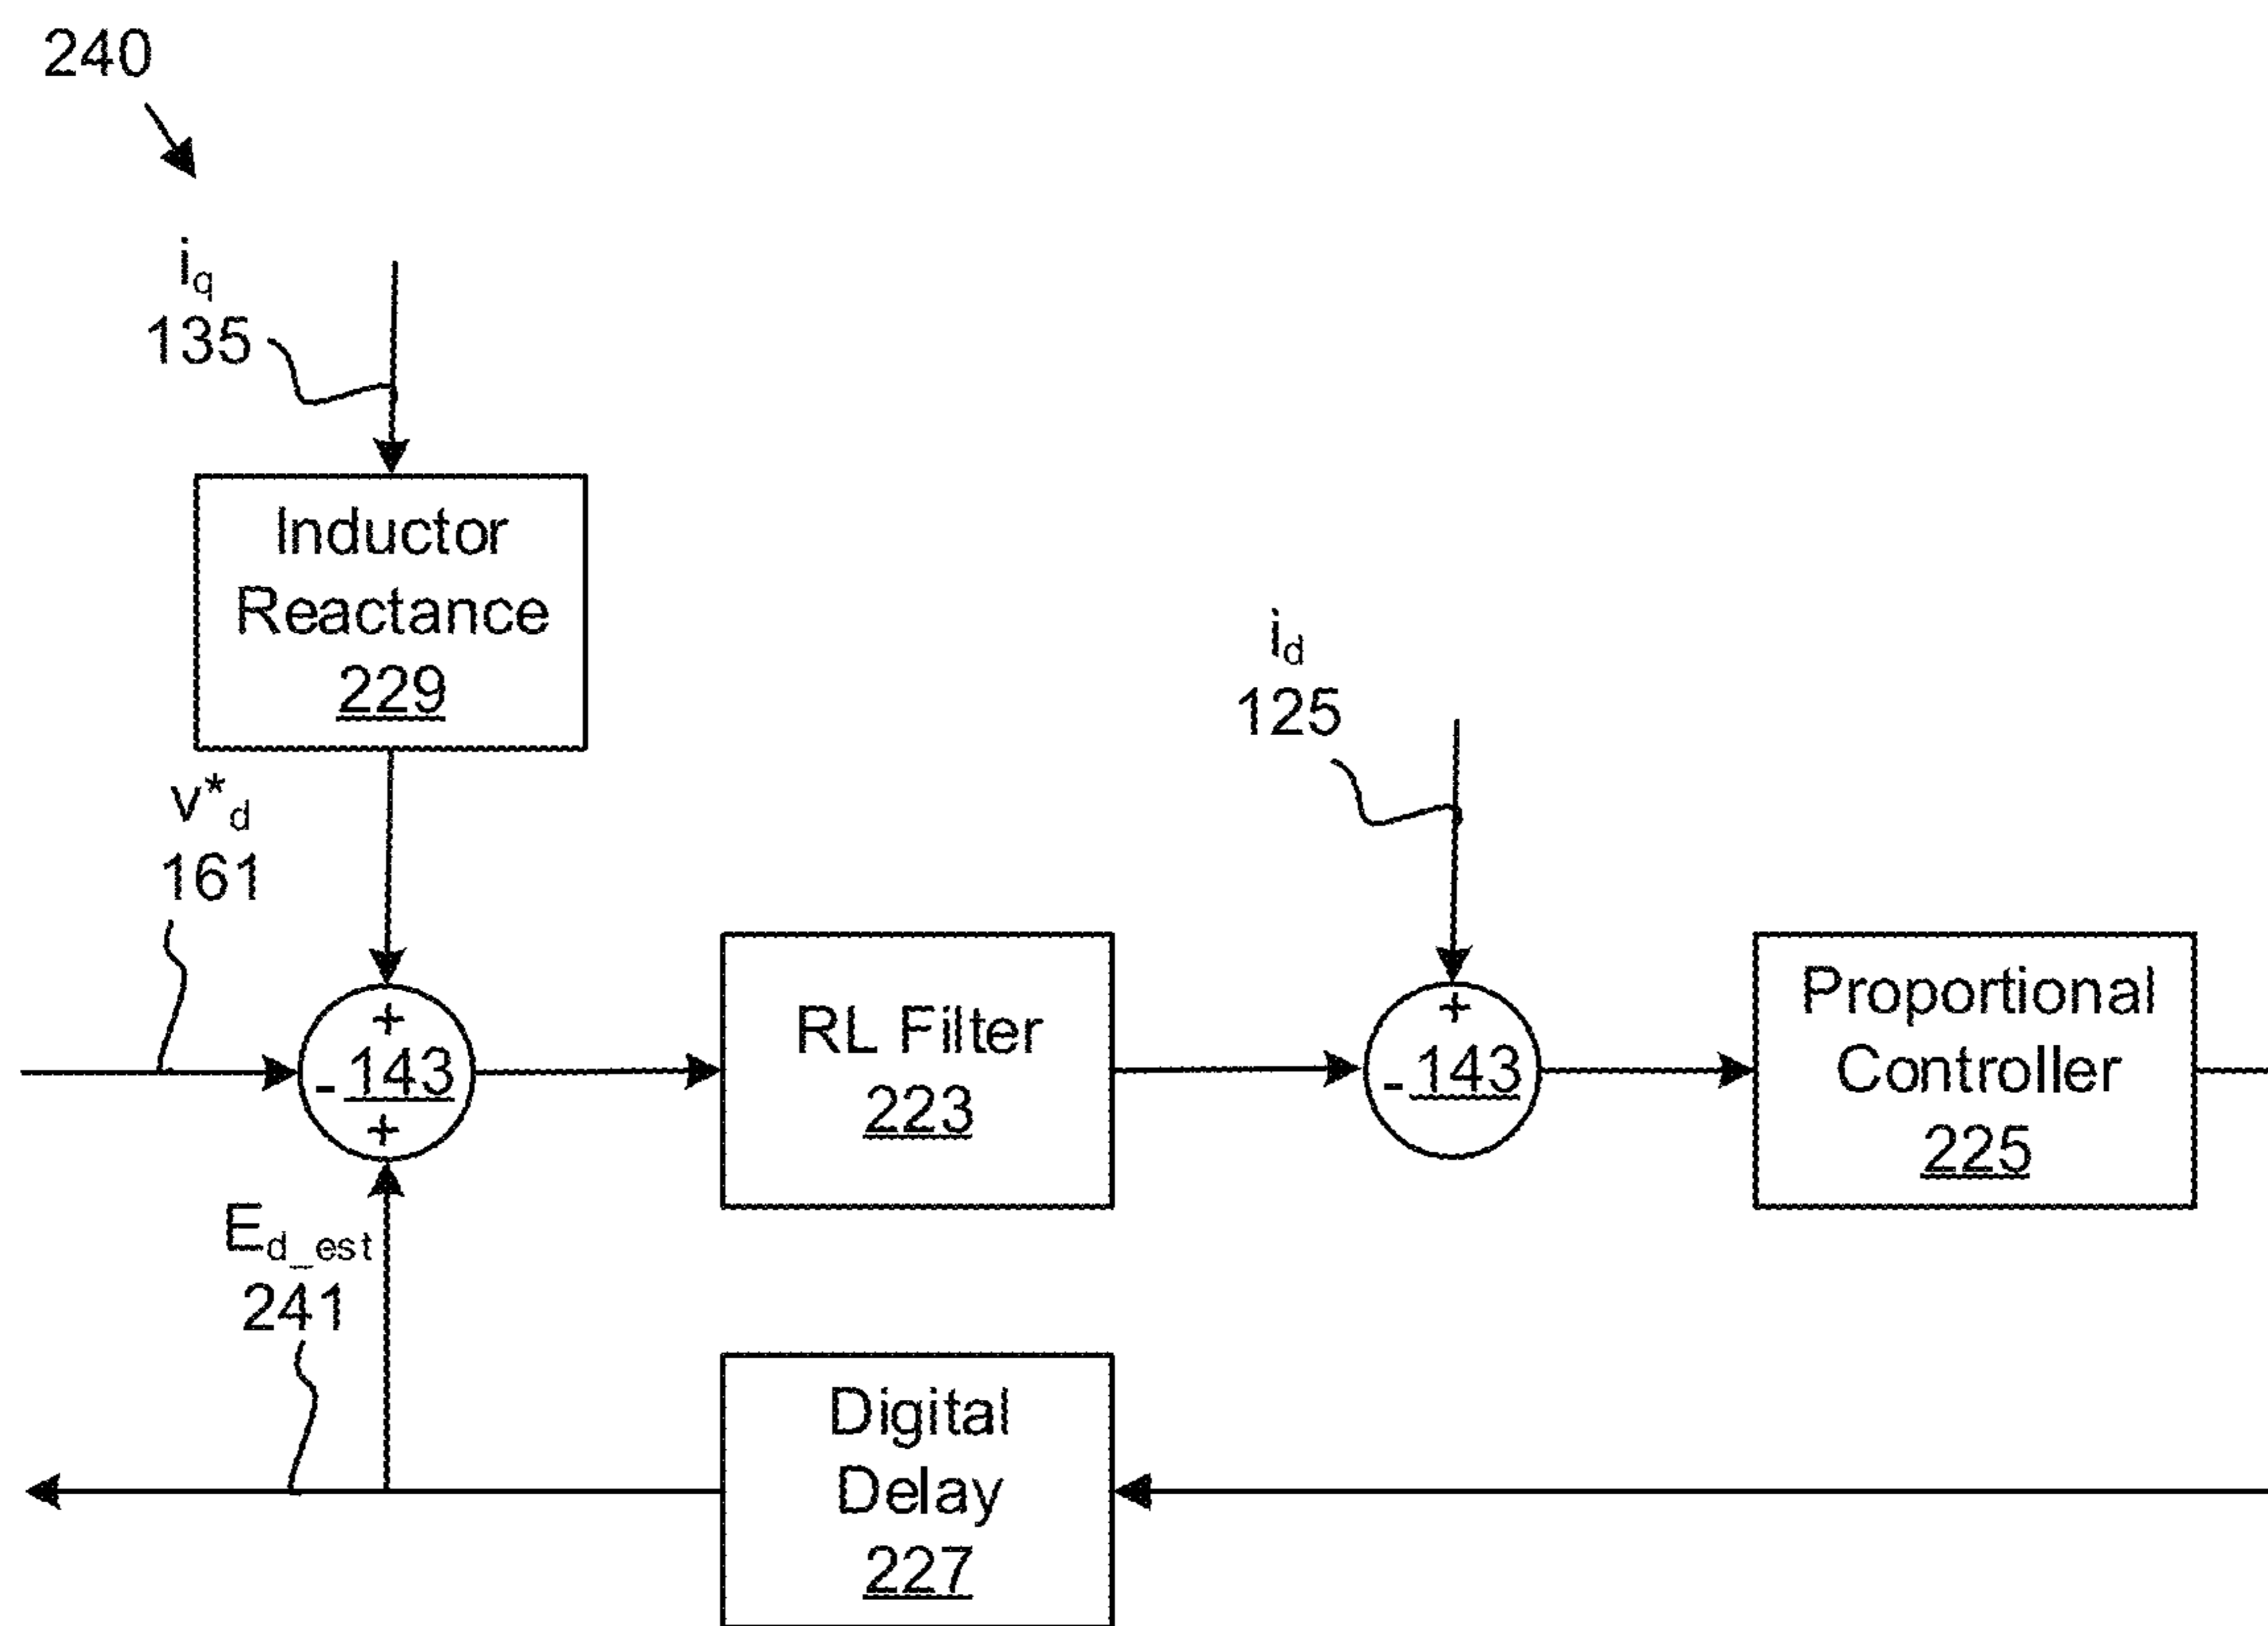 240
iq
135
Inductor
Reactance
229
id
125
v*d
161
+
- 143
+
RL Filter
223
+
- 143
Proportional
Controller
225
Ed_est
241
Digital
Delay
227